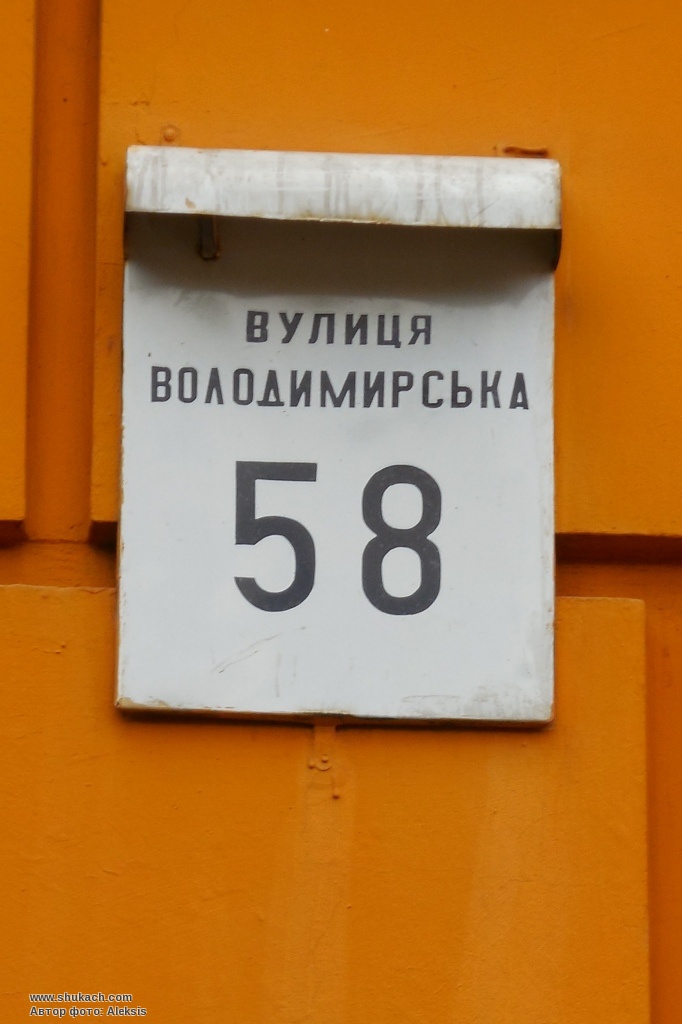 ВУЛИЦЯ
ВОЛОДИМИРСЬКА
58
www.shukach.com
Автор фото: Aleksis